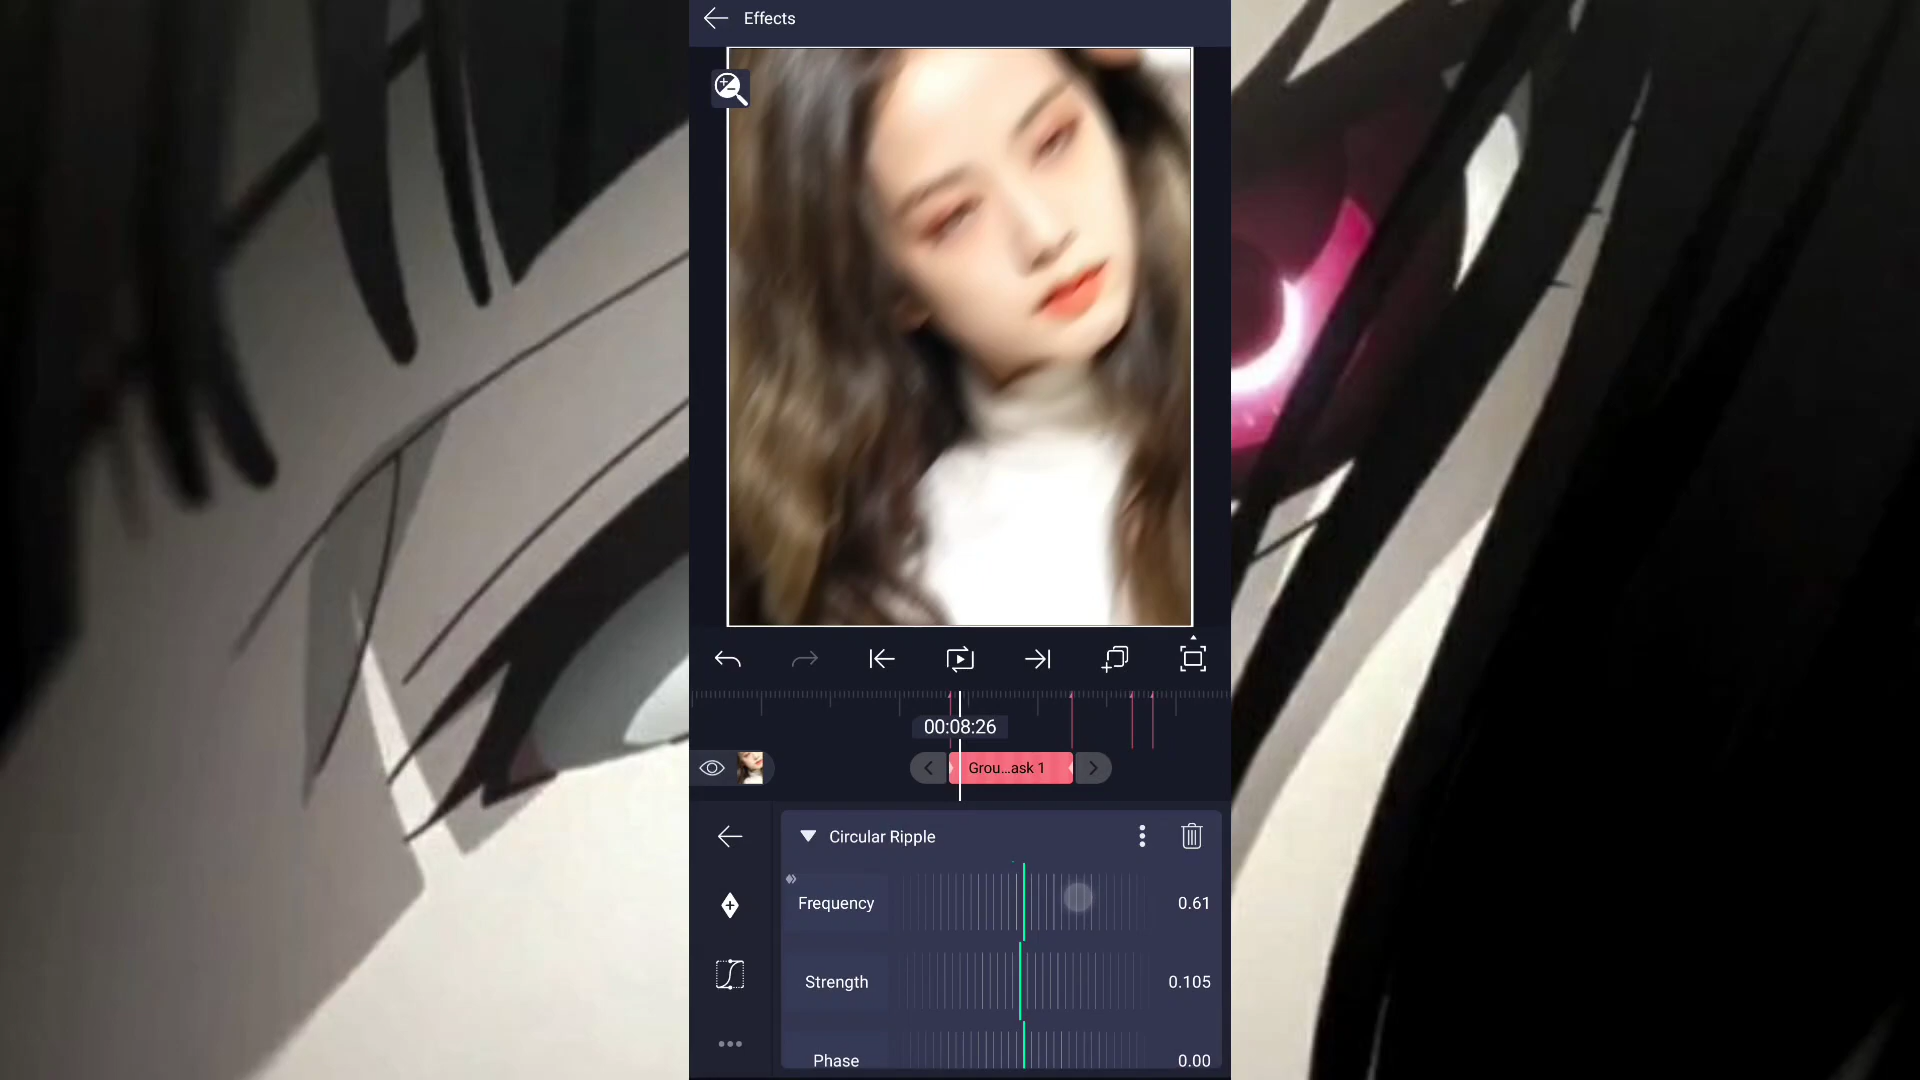 Effects
00:08:26
Grou...ask 1
Circular Ripple
Frequency
0.61
Strength
0.105
Phase
0.00